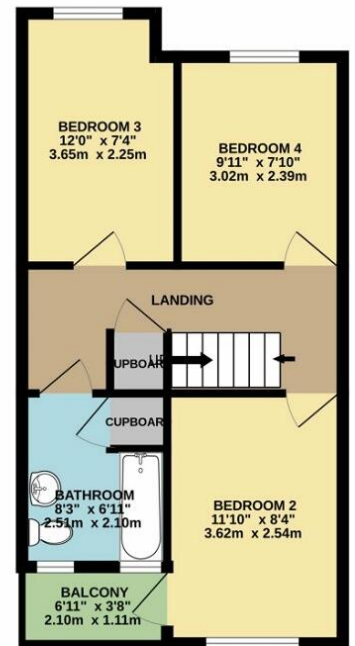 BEDROOM 3
12'0" x 7'4"
3.65m x 2.25m
BEDROOM 4
9'11" x 7'10"
3.02m x 2.39m
LANDING
UPBOAR
UP
CUPBOAR
BATHROOM
8'3" x 6'11"
2.51m x 2.10m
BEDROOM 2
11'10" x 8'4"
3.62m x 2.54m
BALCONY
6'11" x 3'8"
2.10m x 1.11m